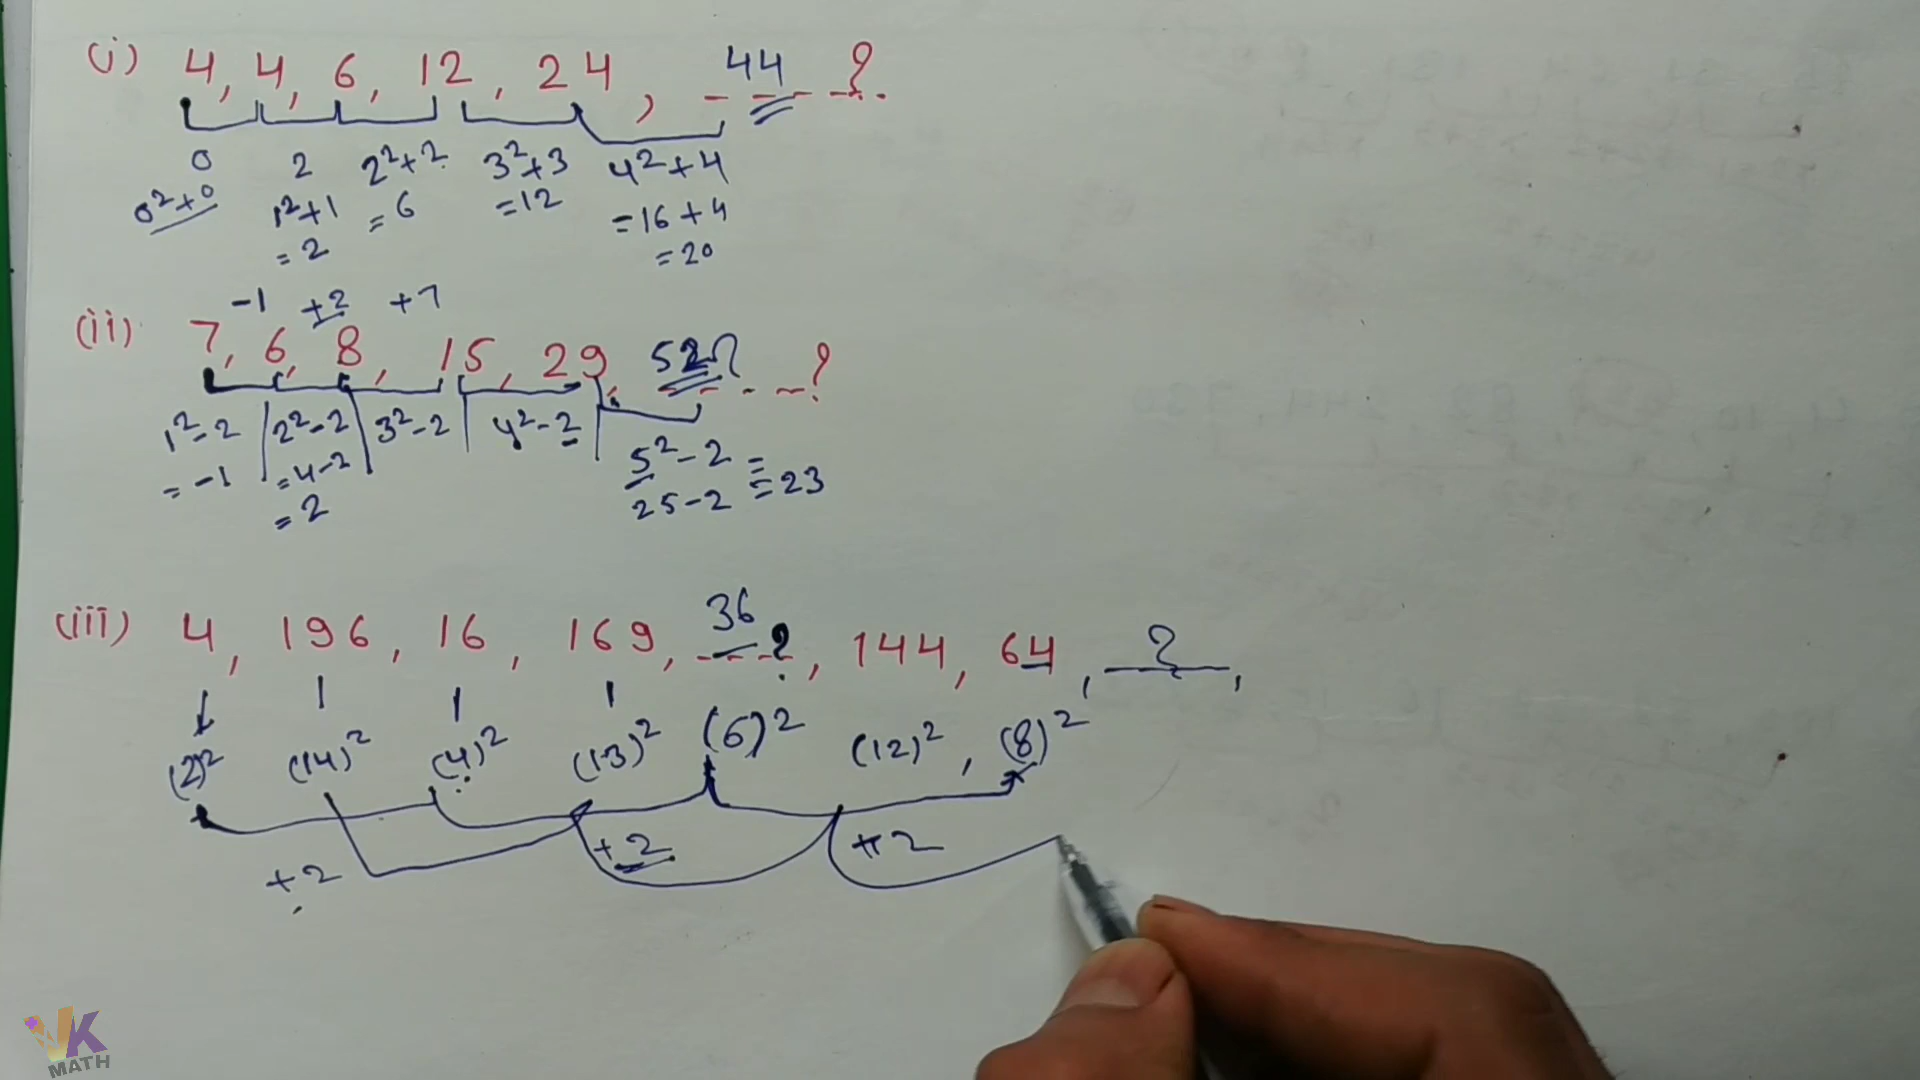 (i) 4, 4, 6, 12, 24, 44 ?
0 2 2²+2 3²+3 4²+4
0²+0 1²+1 = 6 =12 =16+4
= 2 =20
-1 +2 +7
(ii) 7, 6, 8, 15, 29, 52? ?
1²-2 2²-2 3²-2 4²-2 5²-2 =
= -1 =4-2 25-2 = 23
= 2
(iii) 4, 196, 16, 169, 36 ?, 144, 64, ?,
(2)² (14)² (4)² (13)² (6)² (12)², (8)²
+2 +2 +2
VK
MATH